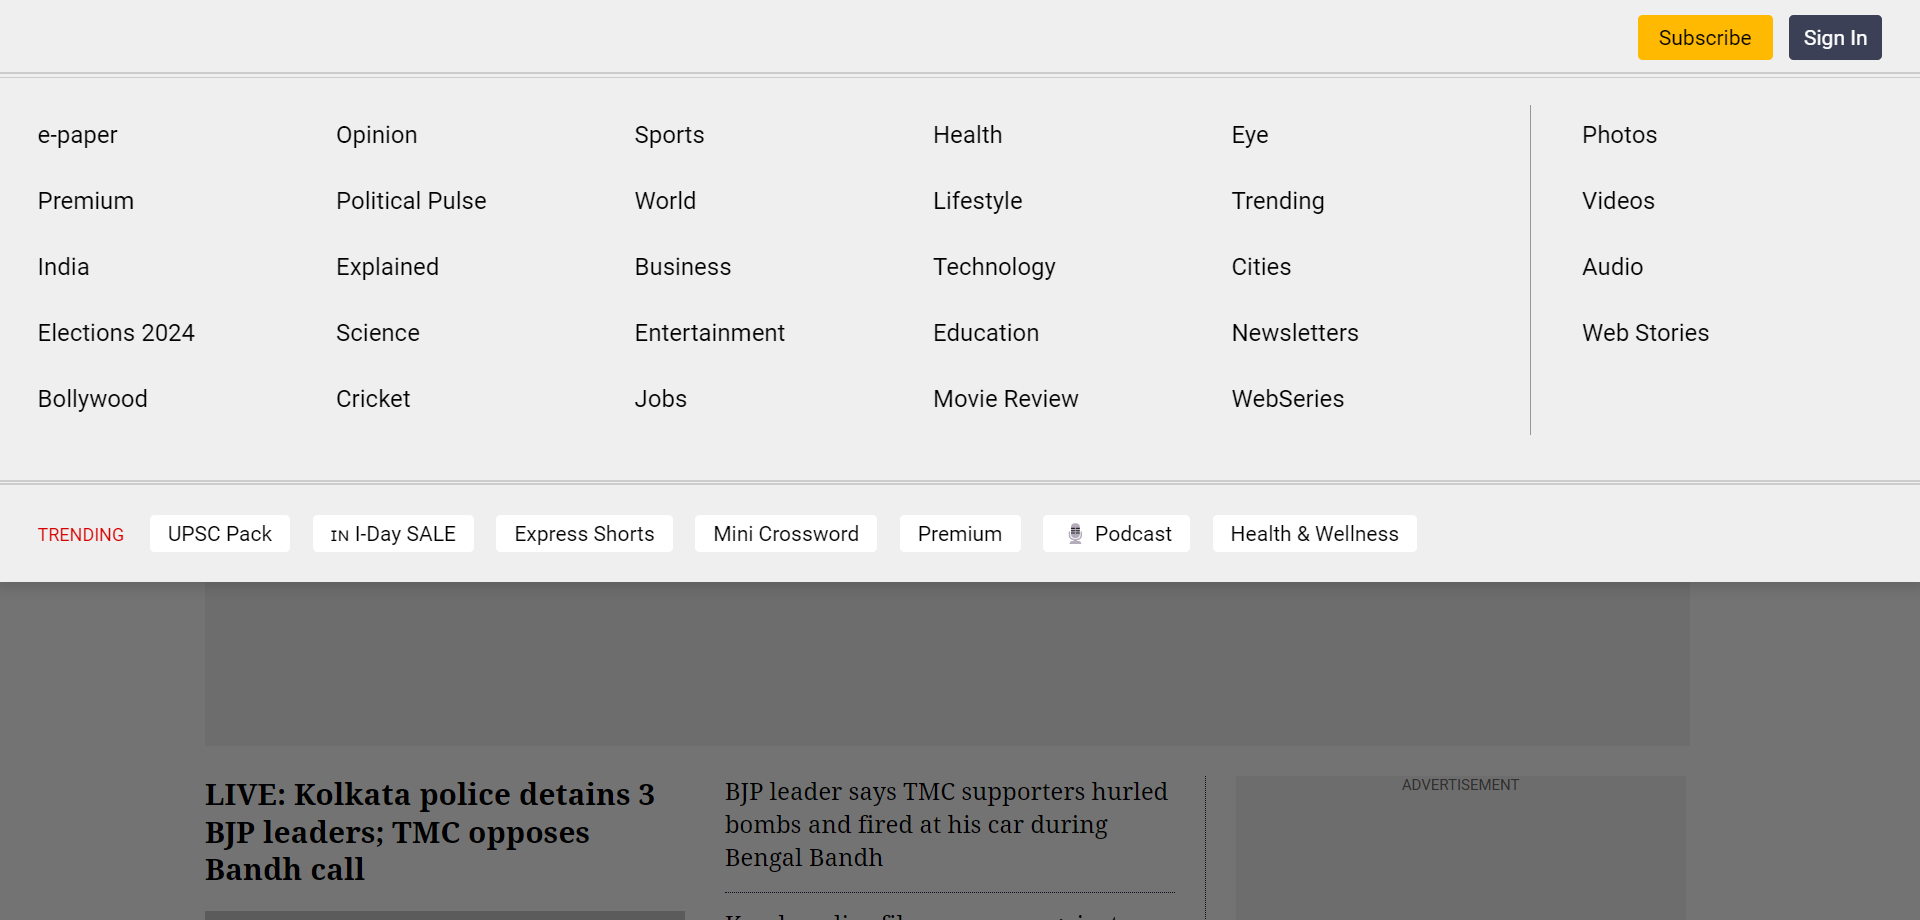 Subscribe
Sign In
e-paper
Opinion
Sports
Health
Eye
Photos
Premium
Political Pulse
World
Lifestyle
Trending
Videos
India
Explained
Business
Technology
Cities
Audio
Elections 2024
Science
Entertainment
Education
Newsletters
Web Stories
Bollywood
Cricket
Jobs
Movie Review
WebSeries
TRENDING
UPSC Pack
IN I-Day SALE
Express Shorts
Mini Crossword
Premium
Podcast
Health & Wellness
LIVE: Kolkata police detains 3
BJP leaders; TMC opposes
Bandh call
BJP leader says TMC supporters hurled
bombs and fired at his car during
Bengal Bandh
ADVERTISEMENT